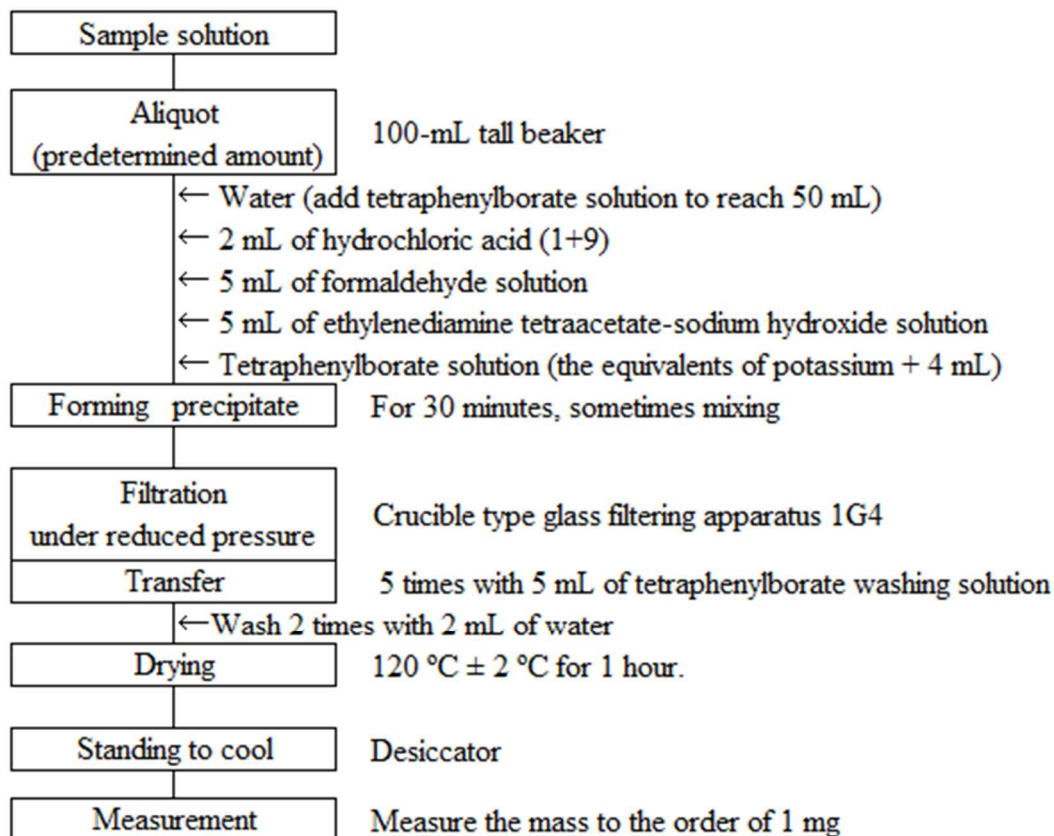 Sample solution
Aliquot
(predetermined amount)
100-mL tall beaker
← Water (add tetraphenylborate solution to reach 50 mL)
← 2 mL of hydrochloric acid (1+9)
← 5 mL of formaldehyde solution
← 5 mL of ethylenediamine tetraacetate-sodium hydroxide solution
← Tetraphenylborate solution (the equivalents of potassium + 4 mL)
Forming precipitate
For 30 minutes, sometimes mixing
Filtration
under reduced pressure
Crucible type glass filtering apparatus 1G4
Transfer
5 times with 5 mL of tetraphenylborate washing solution
←Wash 2 times with 2 mL of water
Drying
120 ºC ± 2 ºC for 1 hour.
Standing to cool
Desiccator
Measurement
Measure the mass to the order of 1 mg